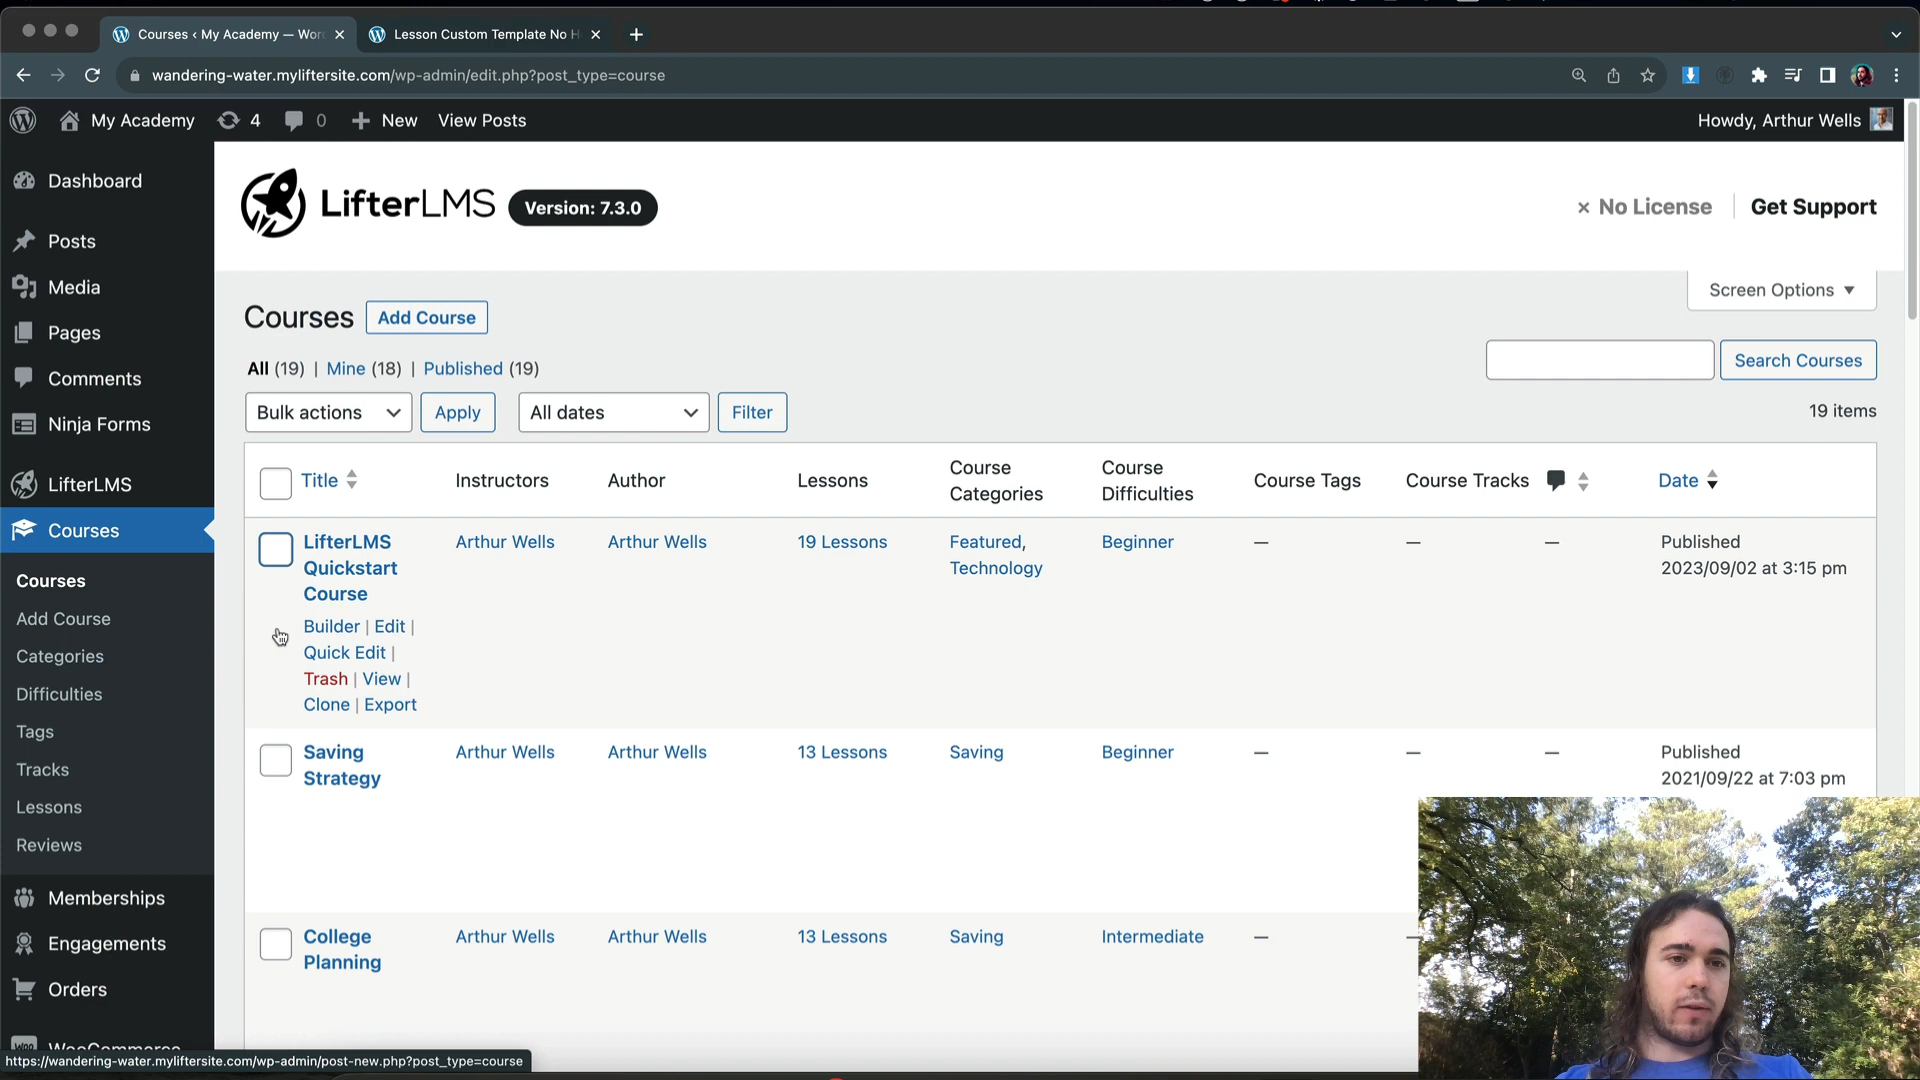 Courses ‹ My Academy — Wor
Lesson Custom Template No H
wandering-water.myliftersite.com/wp-admin/edit.php?post_type=course
My Academy
4
0
New
View Posts
Howdy, Arthur Wells
Dashboard
Posts
Media
Pages
Comments
Ninja Forms
LifterLMS
Courses
Courses
Add Course
Categories
Difficulties
Tags
Tracks
Lessons
Reviews
Memberships
Engagements
Orders
WooCommerce
LifterLMS
Version: 7.3.0
× No License
Get Support
Screen Options
Courses
Add Course
All (19) | Mine (18) | Published (19)
Search Courses
Bulk actions
Apply
All dates
Filter
19 items
Title
Instructors
Author
Lessons
Course
Categories
Course
Difficulties
Course Tags
Course Tracks
Date
LifterLMS
Quickstart
Course
Builder | Edit |
Quick Edit |
Trash | View |
Clone | Export
Arthur Wells
Arthur Wells
19 Lessons
Featured,
Technology
Beginner
—
—
—
Published
2023/09/02 at 3:15 pm
Saving
Strategy
Arthur Wells
Arthur Wells
13 Lessons
Saving
Beginner
—
—
—
Published
2021/09/22 at 7:03 pm
College
Planning
Arthur Wells
Arthur Wells
13 Lessons
Saving
Intermediate
—
—
https://wandering-water.myliftersite.com/wp-admin/post-new.php?post_type=course